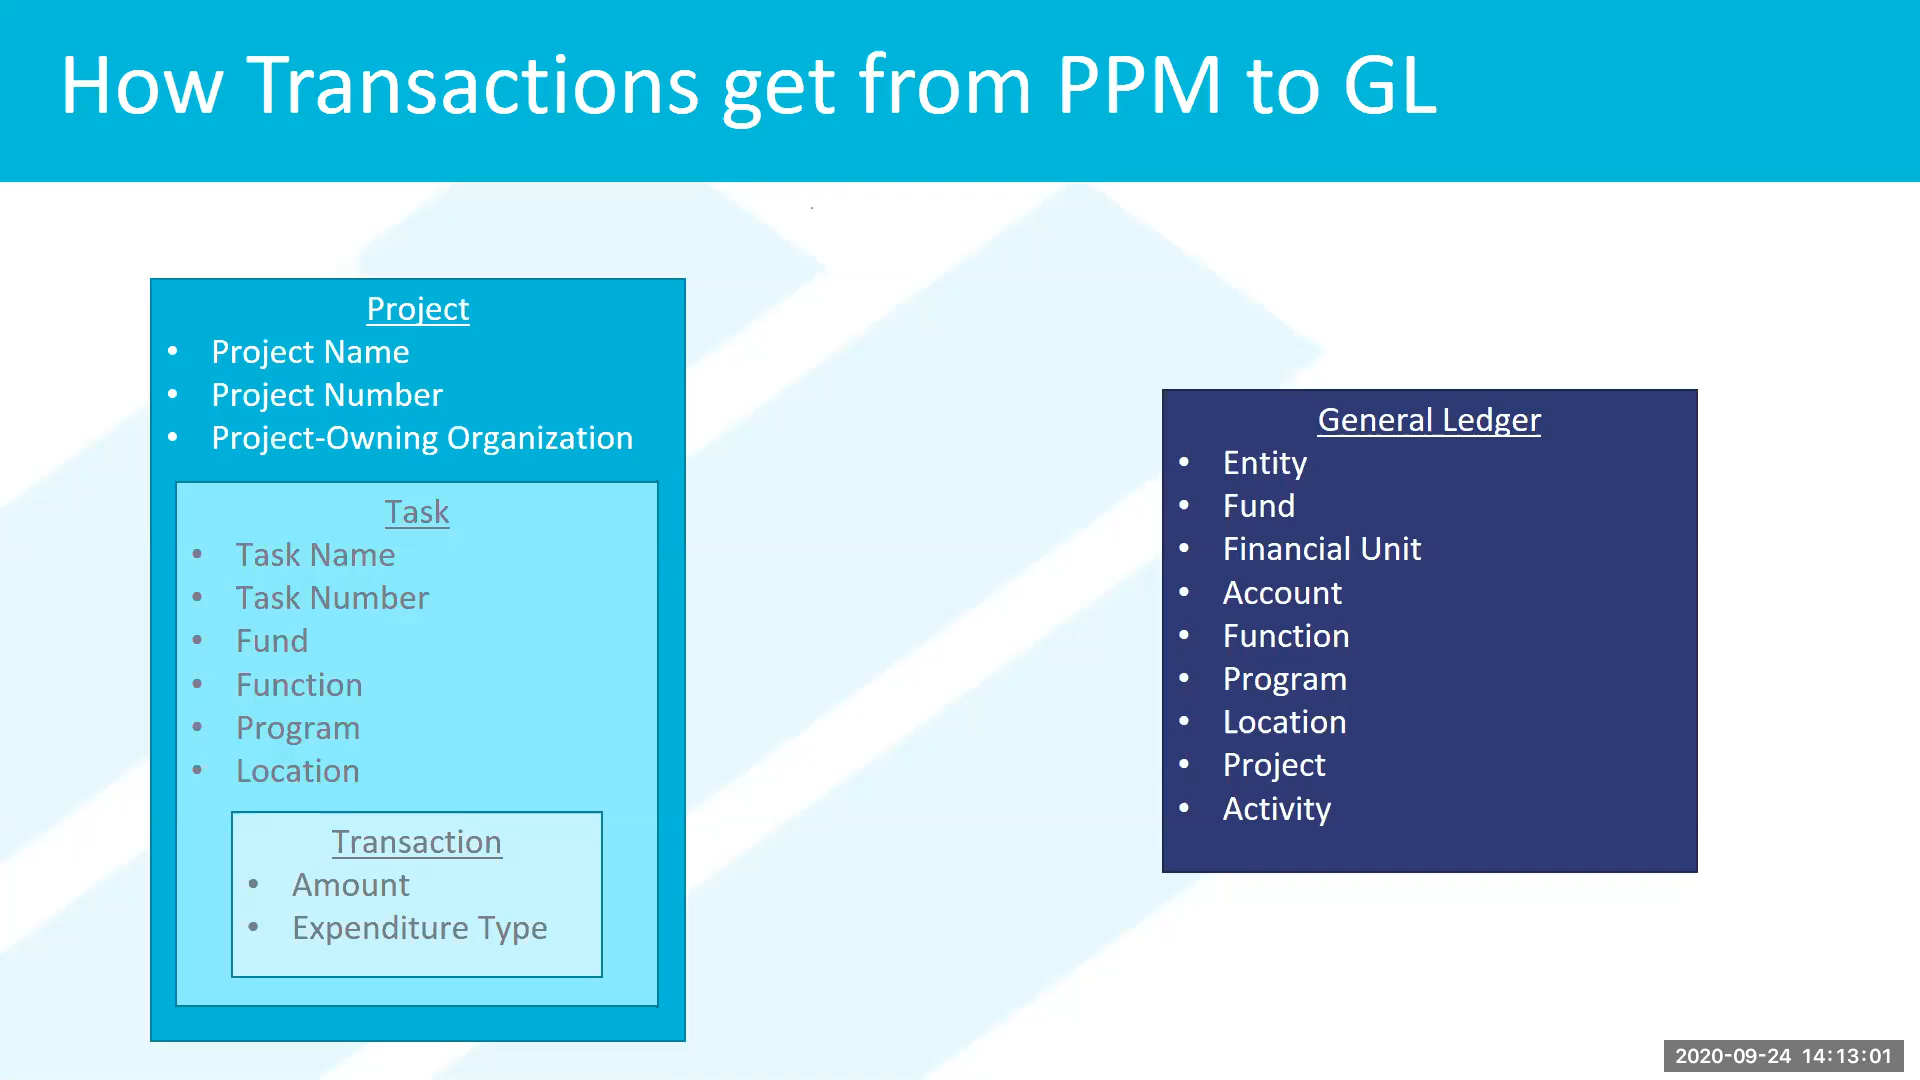 How Transactions get from PPM to GL
Project
• Project Name
• Project Number
• Project-Owning Organization
Task
• Task Name
• Task Number
• Fund
• Function
• Program
• Location
Transaction
• Amount
• Expenditure Type
General Ledger
• Entity
• Fund
• Financial Unit
• Account
• Function
• Program
• Location
• Project
• Activity
2020-09-24 14:13:01